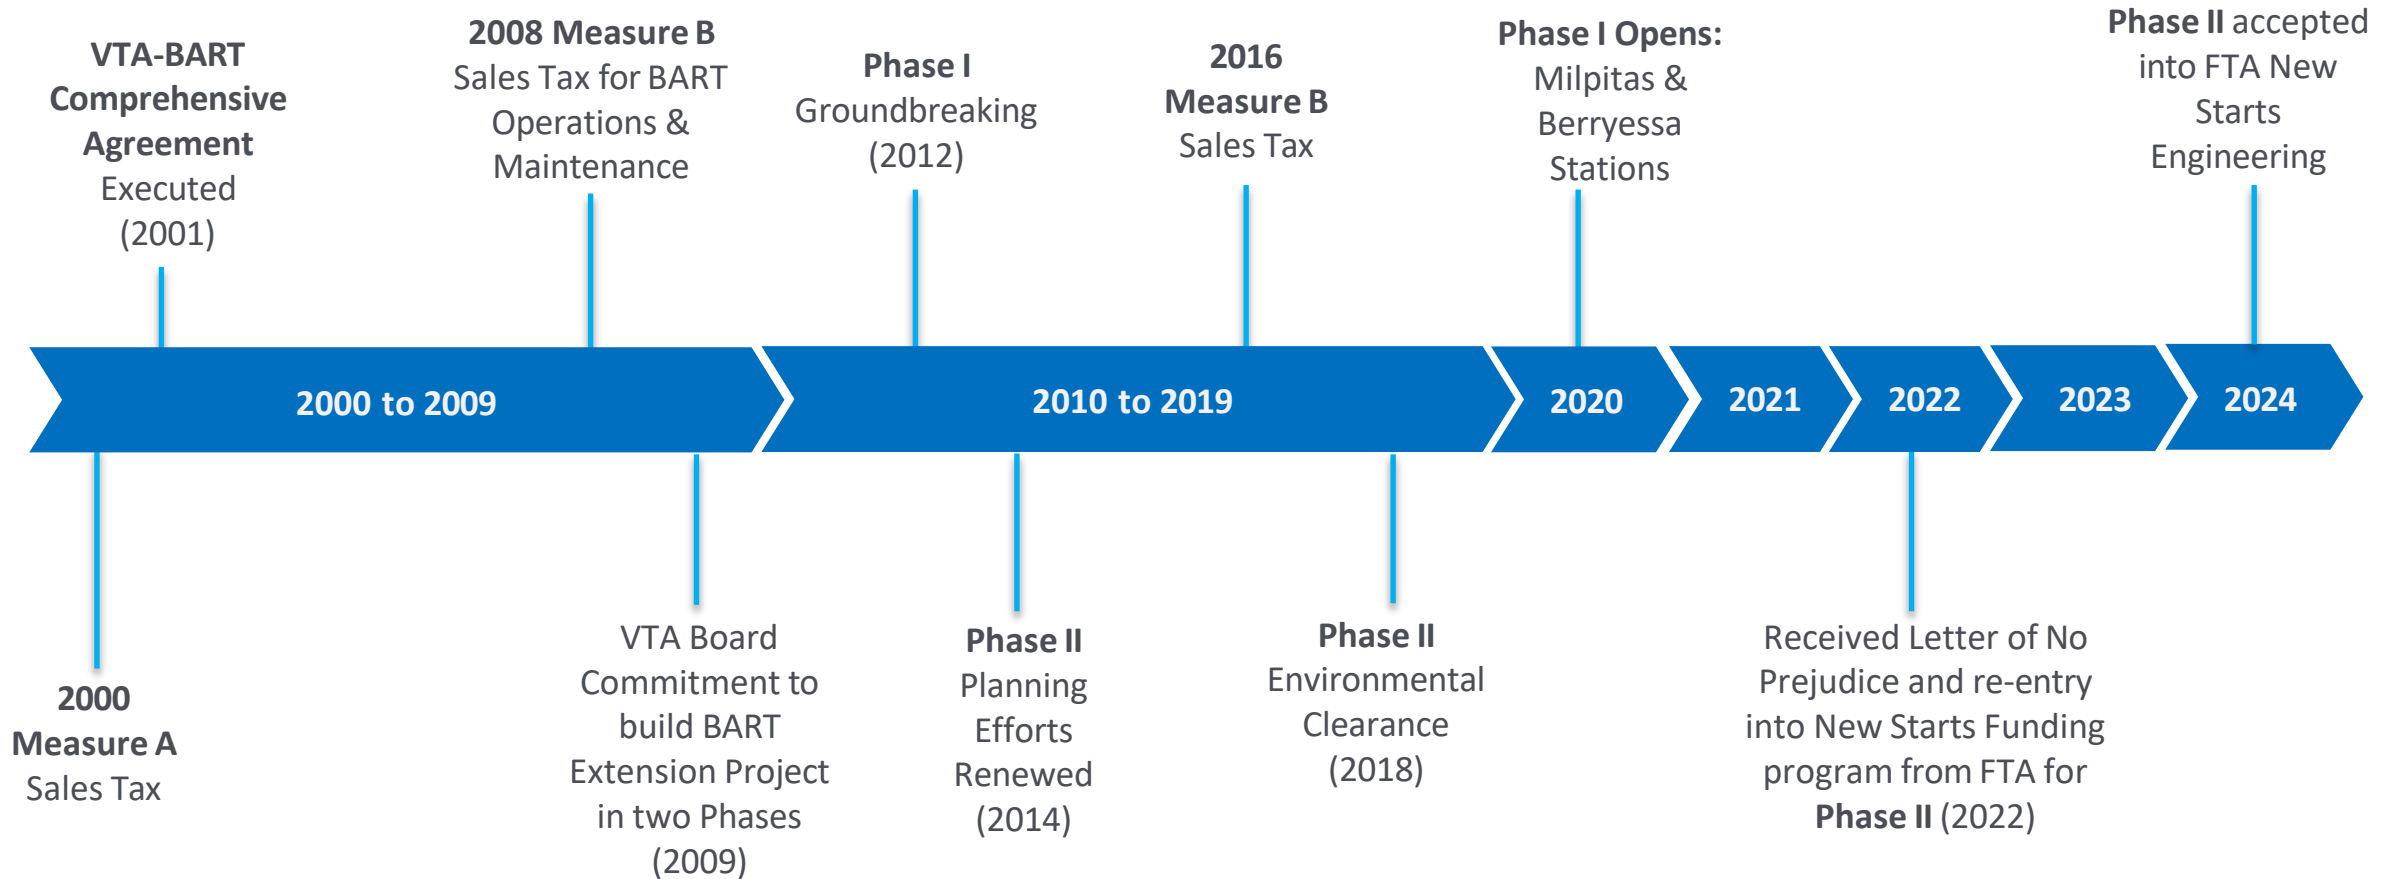 VTA-BART
Comprehensive
Agreement
Executed
(2001)
2008 Measure B
Sales Tax for BART
Operations &
Maintenance
Phase I
Groundbreaking
(2012)
2016
Measure B
Sales Tax
Phase I Opens:
Milpitas &
Berryessa
Stations
Phase II accepted
into FTA New
Starts
Engineering
2000 to 2009
2010 to 2019
2020
2021
2022
2023
2024
2000
Measure A
Sales Tax
VTA Board
Commitment to
build BART
Extension Project
in two Phases
(2009)
Phase II
Planning
Efforts
Renewed
(2014)
Phase II
Environmental
Clearance
(2018)
Received Letter of No
Prejudice and re-entry
into New Starts Funding
program from FTA for
Phase II (2022)